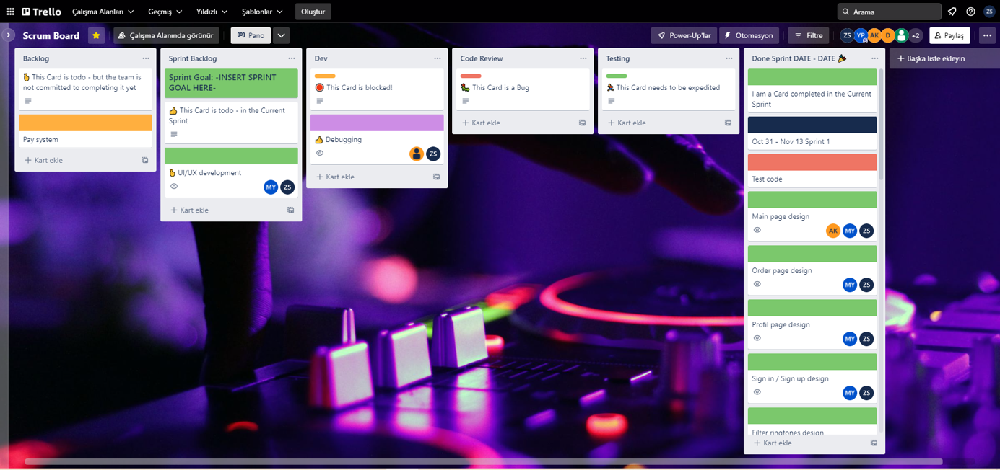 Trello
Çalışma Alanları
Geçmiş
Yıldızlı
Şablonlar
Oluştur
Arama
ZS
Scrum Board
Çalışma Alanında görünür
Pano
Power-Up'lar
Otomasyon
Filtre
ZS YP AK D +2
Paylaş
Backlog
This Card is todo - but the team is
not committed to completing it yet
Pay system
Kart ekle
Sprint Backlog
Sprint Goal: -INSERT SPRINT
GOAL HERE-
This Card is todo - in the Current
Sprint
UI/UX development
MY ZS
Kart ekle
Dev
This Card is blocked!
Debugging
ZS
Kart ekle
Code Review
This Card is a Bug
Kart ekle
Testing
This Card needs to be expedited
Kart ekle
Done Sprint DATE - DATE
I am a Card completed in the Current
Sprint
Oct 31 - Nov 13 Sprint 1
Test code
Main page design
AK MY ZS
Order page design
MY ZS
Profil page design
MY ZS
Sign in / Sign up design
MY ZS
Filter ringtones design
Kart ekle
Başka liste ekleyin